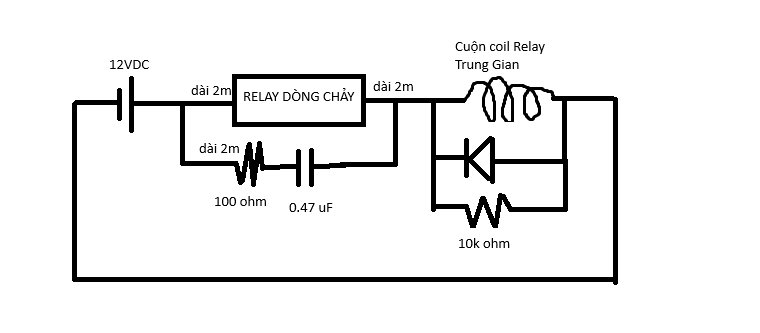 Cuộn coil Relay
Trung Gian
12VDC
dài 2m
RELAY DÒNG CHẢY
dài 2m
dài 2m
100 ohm
0.47 uF
10k ohm